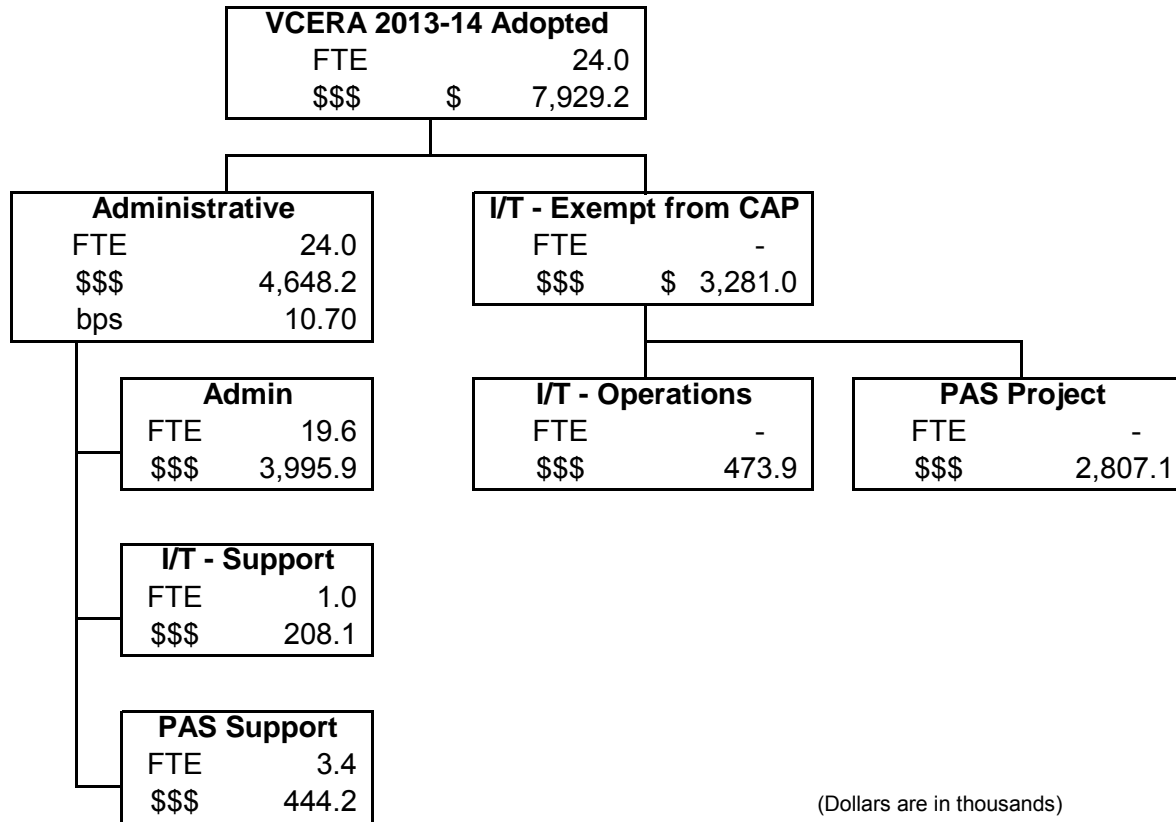 VCERA 2013-14 Adopted
FTE 24.0
$$$ $ 7,929.2
Administrative
FTE 24.0
$$$ 4,648.2
bps 10.70
I/T - Exempt from CAP
FTE -
$$$ $ 3,281.0
Admin
FTE 19.6
$$$ 3,995.9
I/T - Operations
FTE -
$$$ 473.9
PAS Project
FTE -
$$$ 2,807.1
I/T - Support
FTE 1.0
$$$ 208.1
PAS Support
FTE 3.4
$$$ 444.2
(Dollars are in thousands)